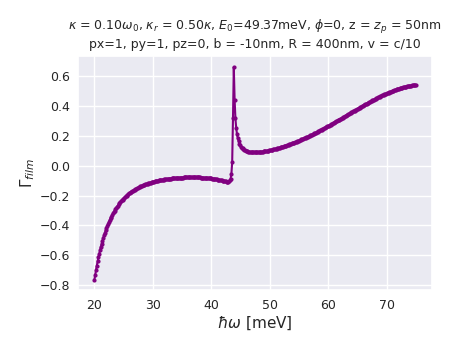 κ = 0.10ω₀, κᵣ = 0.50κ, E₀=49.37meV, ϕ=0, z = zₚ = 50nm
px=1, py=1, pz=0, b = -10nm, R = 400nm, v = c/10
0.6
0.4
0.2
0.0
−0.2
−0.4
−0.6
−0.8
Γ_film
20 30 40 50 60 70
ℏω [meV]